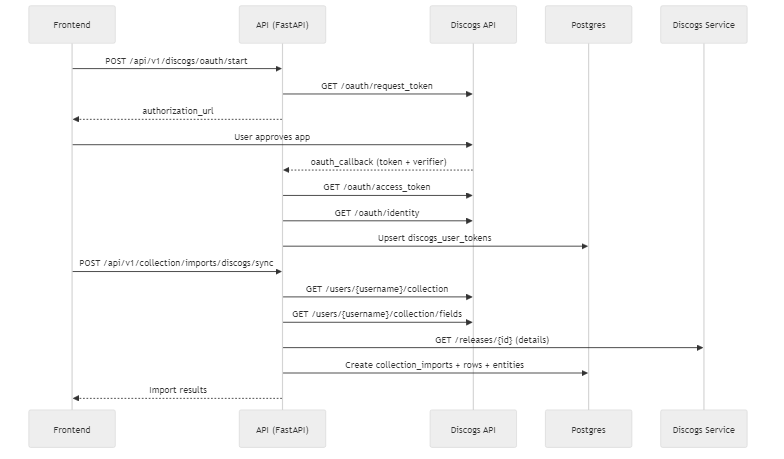 Frontend
API (FastAPI)
Discogs API
Postgres
Discogs Service
POST /api/v1/discogs/oauth/start
GET /oauth/request_token
authorization_url
User approves app
oauth_callback (token + verifier)
GET /oauth/access_token
GET /oauth/identity
Upsert discogs_user_tokens
POST /api/v1/collection/imports/discogs/sync
GET /users/{username}/collection
GET /users/{username}/collection/fields
GET /releases/{id} (details)
Create collection_imports + rows + entities
Import results
Frontend
API (FastAPI)
Discogs API
Postgres
Discogs Service